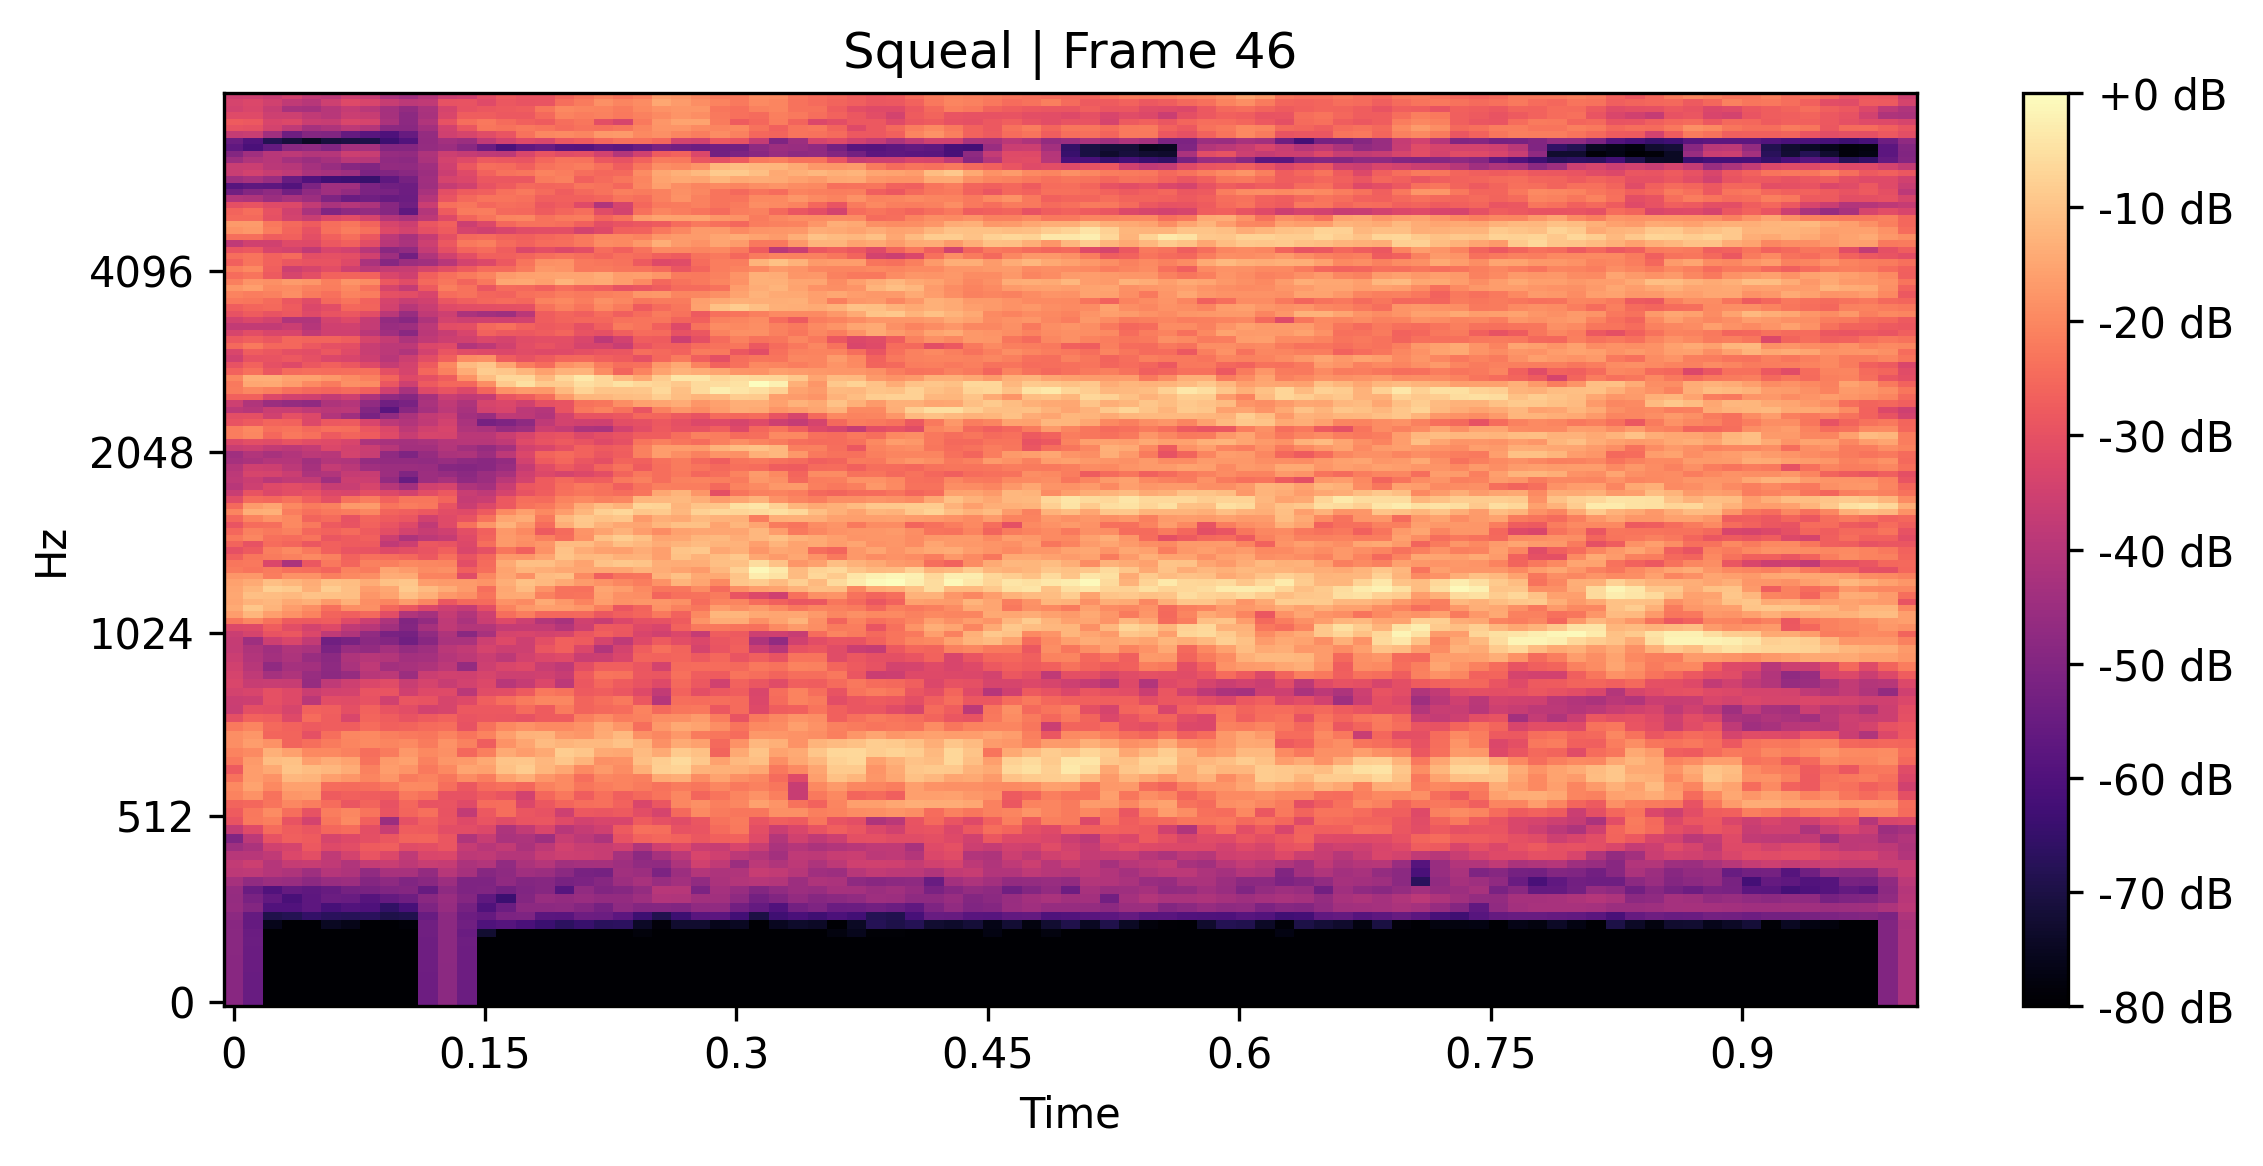 Squeal | Frame 46
+0 dB
-10 dB
-20 dB
-30 dB
-40 dB
-50 dB
-60 dB
-70 dB
-80 dB
Hz
4096
2048
1024
512
0
0 0.15 0.3 0.45 0.6 0.75 0.9
Time